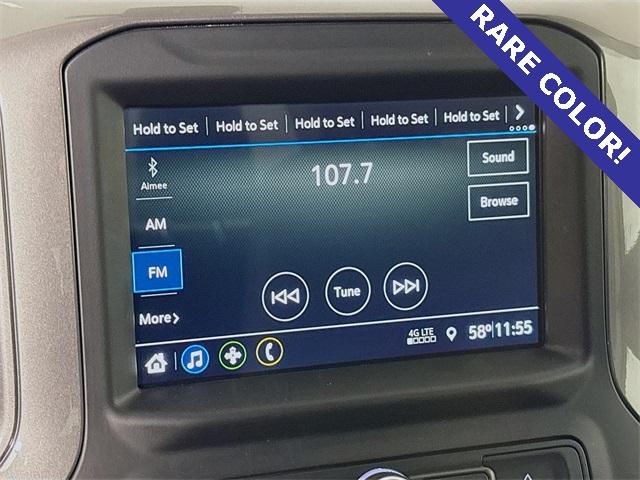 RARE COLOR!
Hold to Set Hold to Set Hold to Set Hold to Set Hold to Set
Aimee
107.7
Sound
AM
Browse
FM
Tune
More
4G LTE
58° 11:55